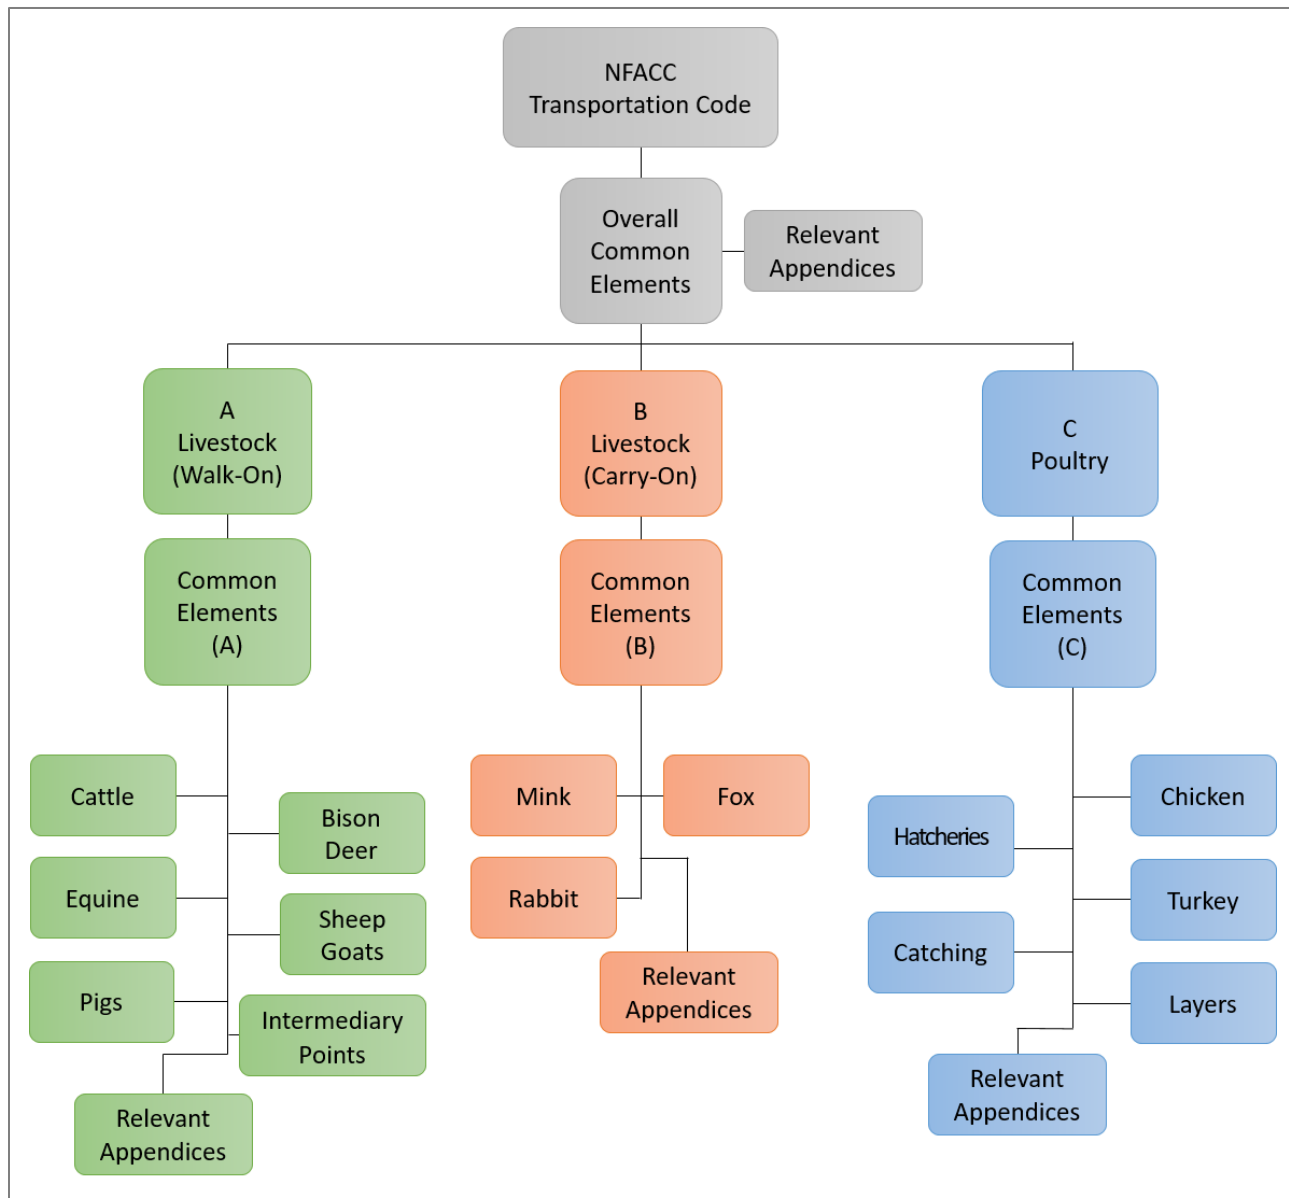 NFACC
Transportation Code
Overall
Common
Elements
Relevant
Appendices
A
Livestock
(Walk-On)
B
Livestock
(Carry-On)
C
Poultry
Common
Elements
(A)
Common
Elements
(B)
Common
Elements
(C)
Cattle
Bison
Deer
Equine
Sheep
Goats
Pigs
Intermediary
Points
Relevant
Appendices
Mink
Fox
Rabbit
Relevant
Appendices
Chicken
Hatcheries
Turkey
Catching
Layers
Relevant
Appendices